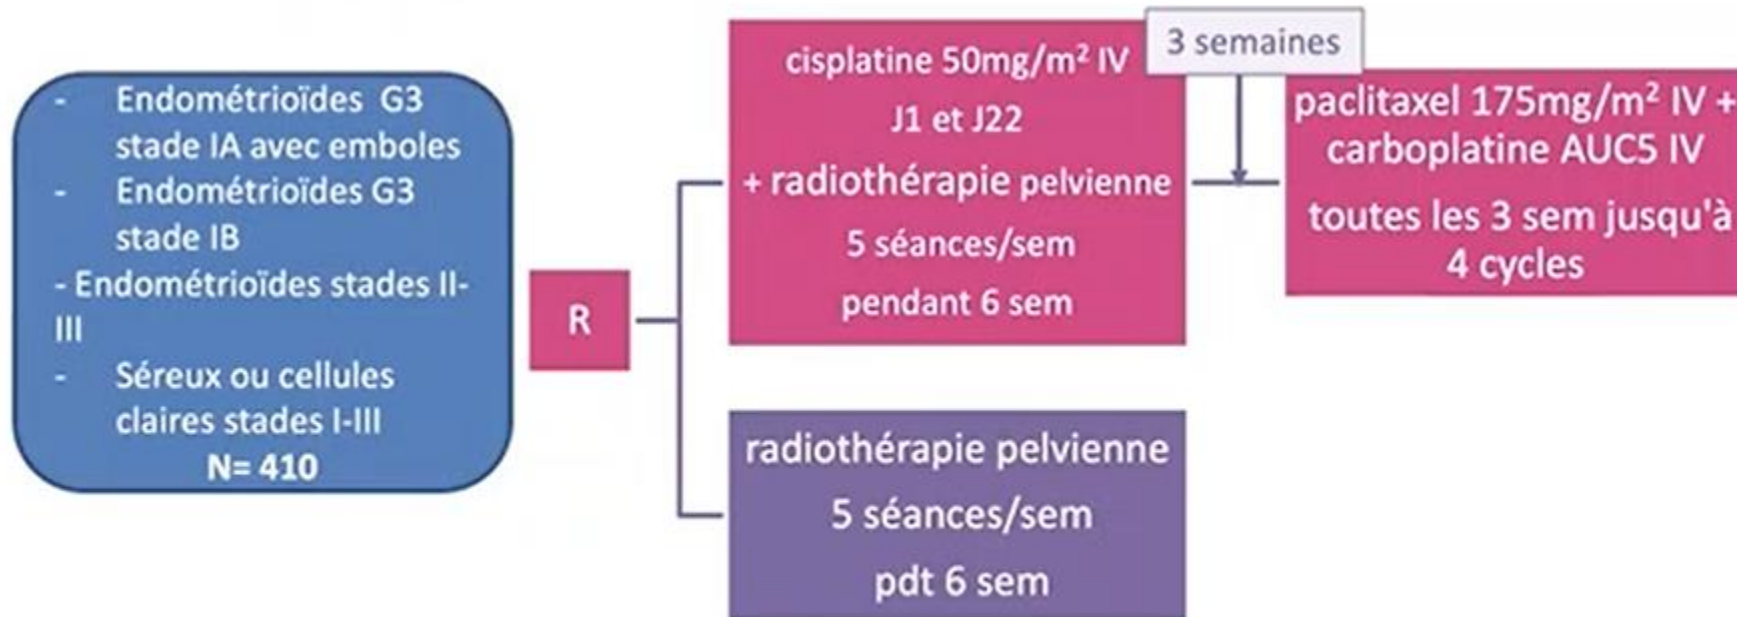 - Endométrioïdes G3
stade IA avec emboles
- Endométrioïdes G3
stade IB
- Endométrioïdes stades II-
III
- Séreux ou cellules
claires stades I-III
N= 410
R
cisplatine 50mg/m² IV
J1 et J22
+ radiothérapie pelvienne
5 séances/sem
pendant 6 sem
3 semaines
paclitaxel 175mg/m² IV +
carboplatine AUC5 IV
toutes les 3 sem jusqu'à
4 cycles
radiothérapie pelvienne
5 séances/sem
pdt 6 sem